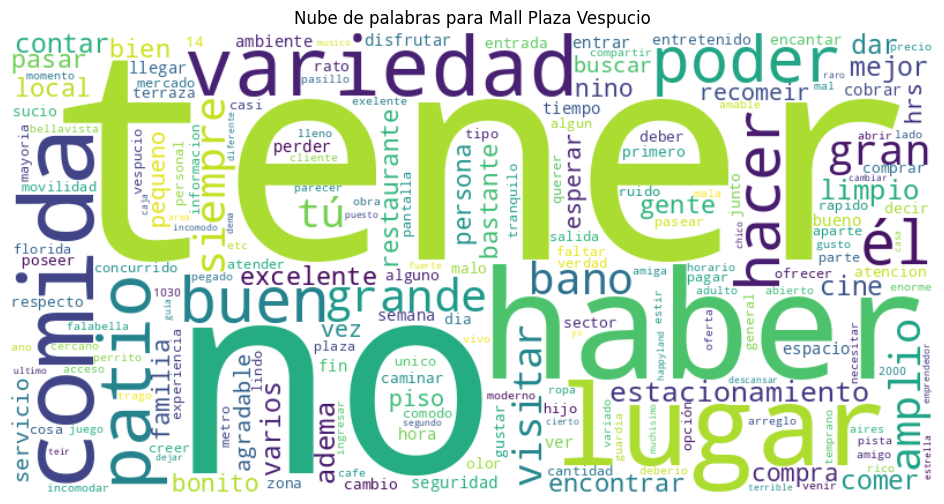 Nube de palabras para Mall Plaza Vespucio
contar
pasar
bien
14
ambiente
musico
disfrutar
entrada
entrar
entretenido
encantar
dar
precio
momento
llegar
variedad
rato
pasillo
buscar
compartir
poder
raro
mal
mejor
local
mercado
terraza
nino
recomeir
cobrar
hrs
sucio
casi
exelente
tiempo
algun
amable
tener
bellavista
mayoria
siempre
diferente
lleno
perder
cliente
restaurante
pantalla
tipo
persona
bastante
tranquilo
esperar
querer
deber
primero
junto
hacer
abrir
lado
gran
cambiar
comprar
comida
movilidad
vespucio
pequeno
personal
informacion
parecer
tú
ruido
gente
mala
pasear
chico
limpio
rapido
decir
caja
obra
puesto
salida
bueno
aparte
gusto
él
casa
florida
poseer
area
incomodo
dema
etc
atender
faltar
verdad
parte
atencion
concurrido
pegado
excelente
alguno
fuerte
malo
bano
amiga
horario
pagar
ofrecer
cine
enorme
respecto
patio
1030
guia
buen
grande
semana
dia
haber
estir
adulto
abierto
falabella
vez
plaza
vivo
sector
yo
oferta
general
espacio
necesitar
2000
amplio
emprendedor
ano
cercano
perrito
acceso
familia
experiencia
agradable
lindo
no
fin
unico
caminar
visitar
happyland
descansar
ultimo
trago
piso
comodo
moderno
ropa
cierto
lugar
estacionamiento
servicio
cosa
juego
metro
varios
adema
ingresar
hora
segundo
gustar
hijo
variado
guardia
muchisimo
opción
arreglo
temprano
aires
pista
estrella
teir
creer
dejar
ver
amigo
rico
incomodar
bonito
zona
cambio
cafe
olor
seguridad
cantidad
encontrar
deberio
terrible
compra
venir
comer